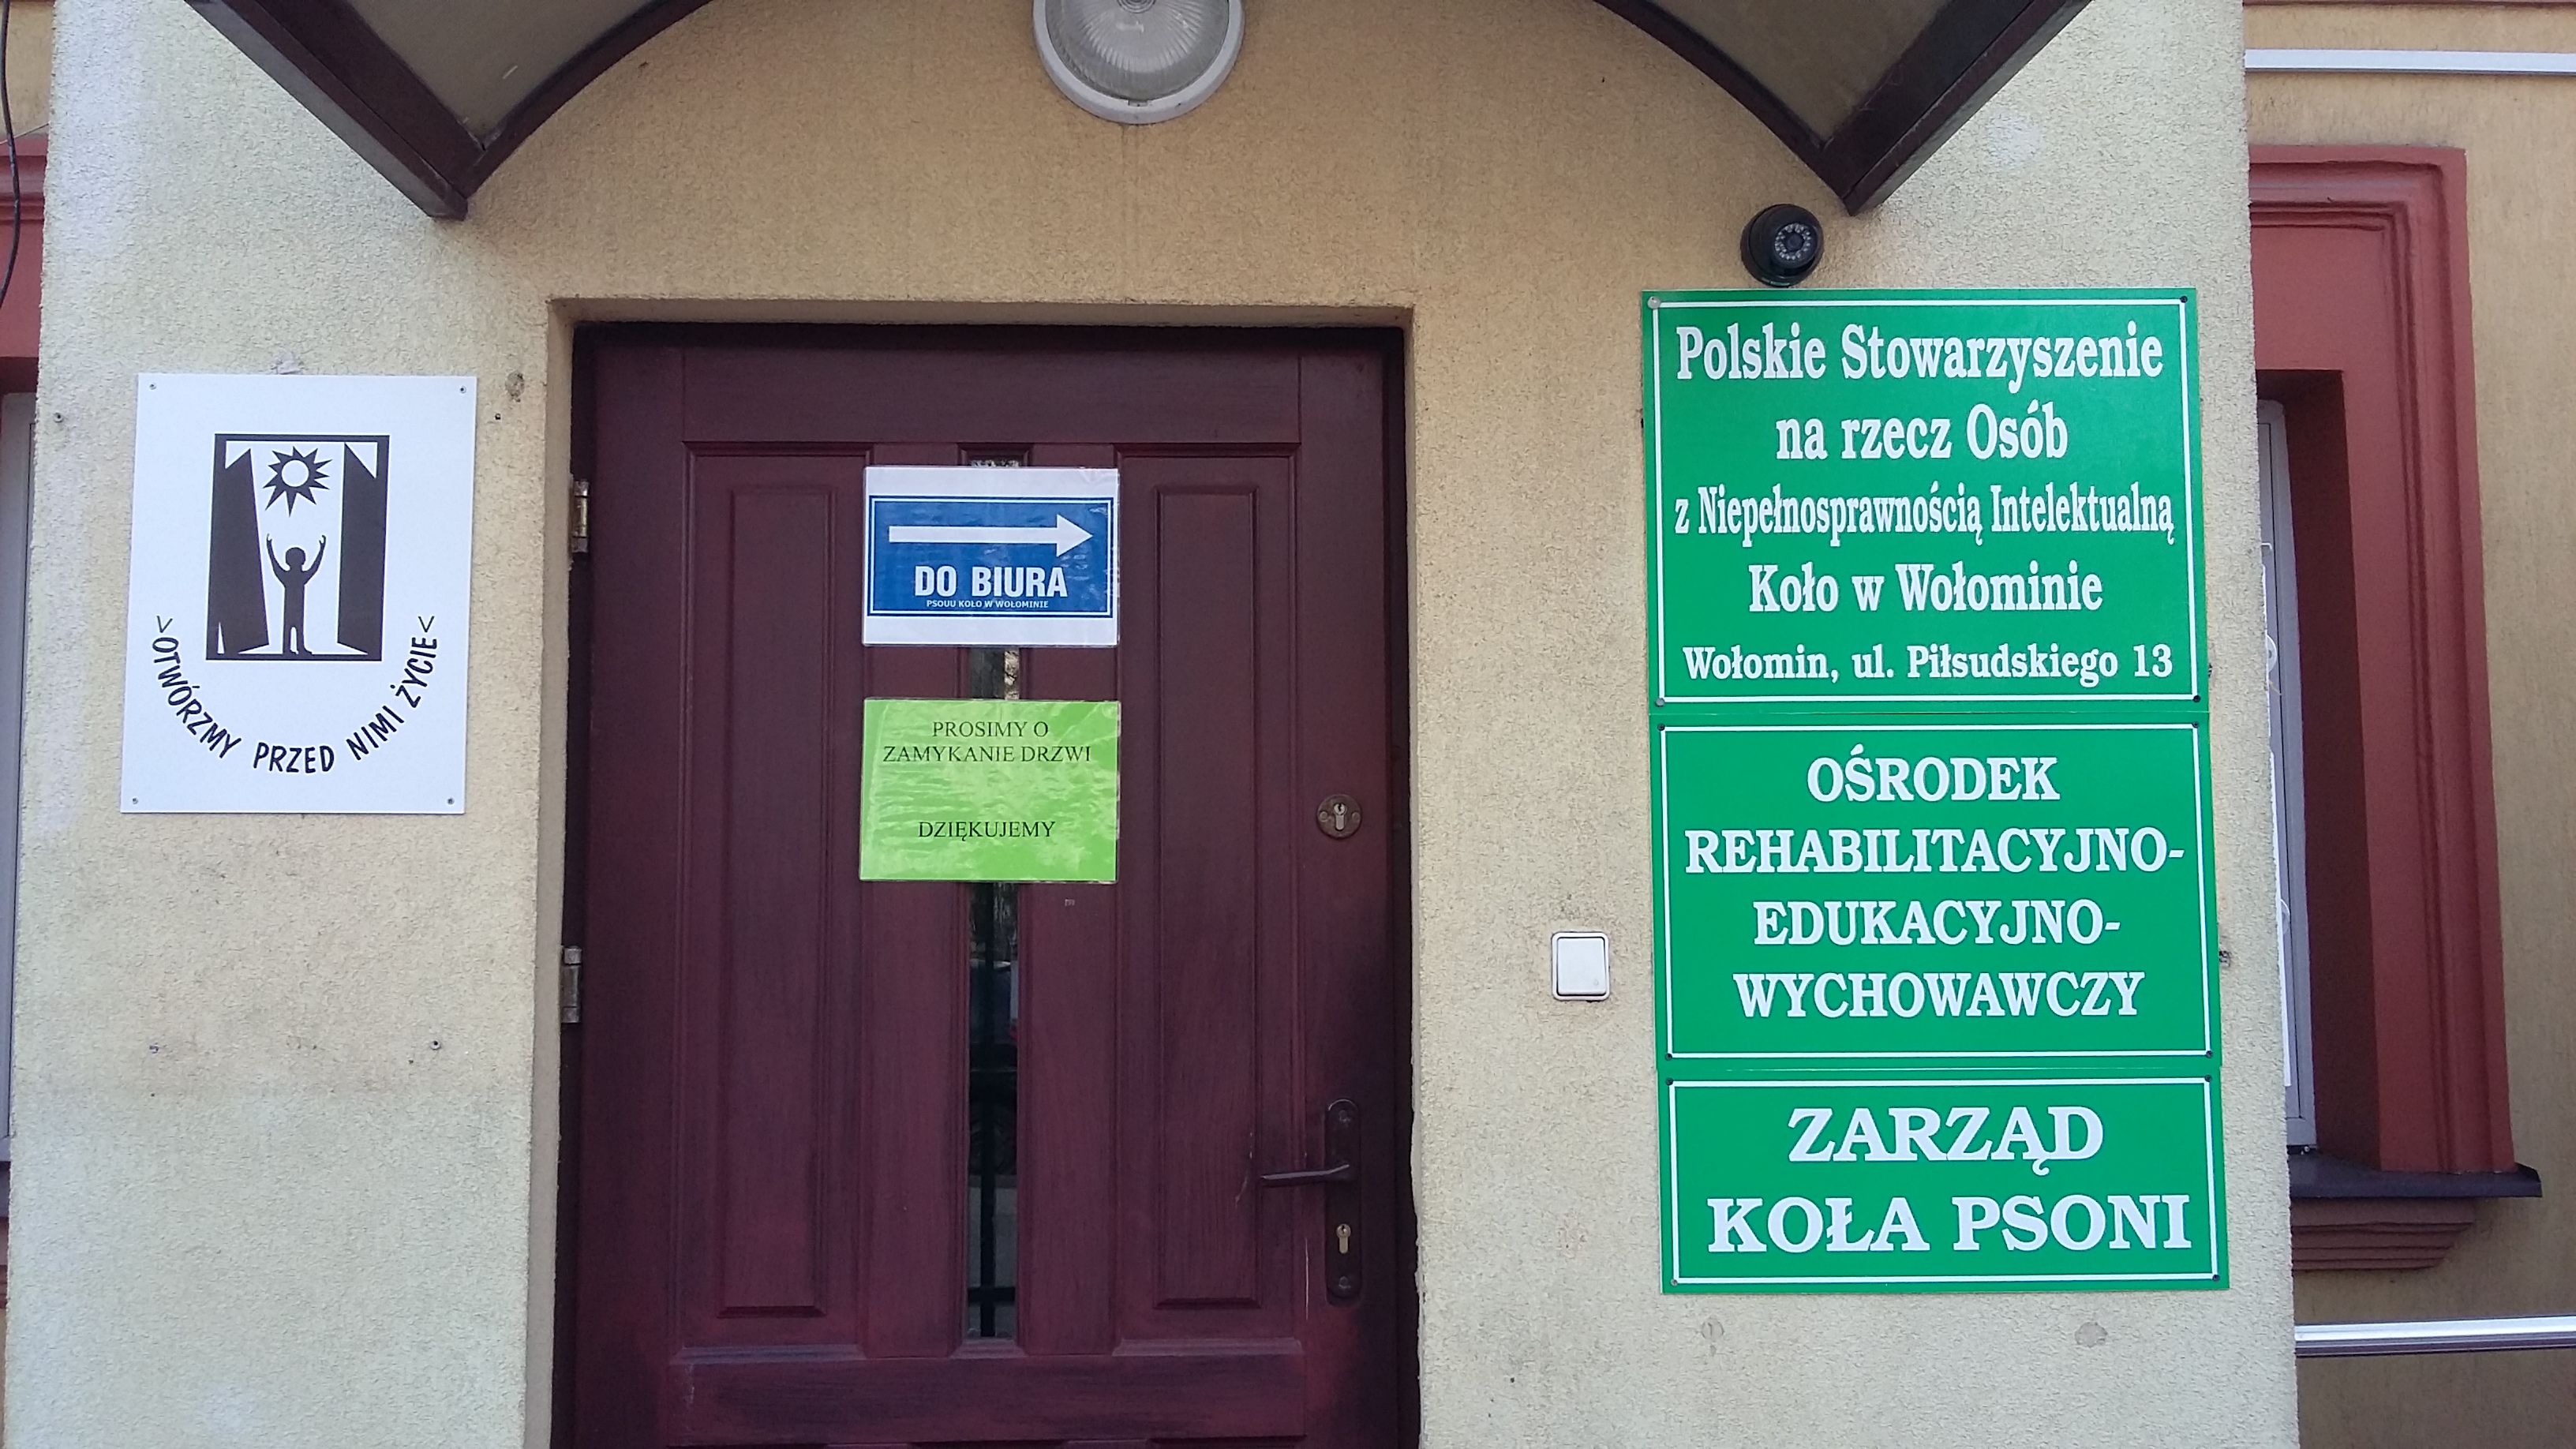 <OTWÓRZMY PRZED NIMI ŻYCIE<
DO BIURA
PSOUU KOŁO W WOŁOMINIE
PROSIMY O
ZAMYKANIE DRZWI
DZIĘKUJEMY
Polskie Stowarzyszenie
na rzecz Osób
z Niepełnosprawnością Intelektualną
Koło w Wołominie
Wołomin, ul. Piłsudskiego 13
OŚRODEK
REHABILITACYJNO-
EDUKACYJNO-
WYCHOWAWCZY
ZARZĄD
KOŁA PSONI